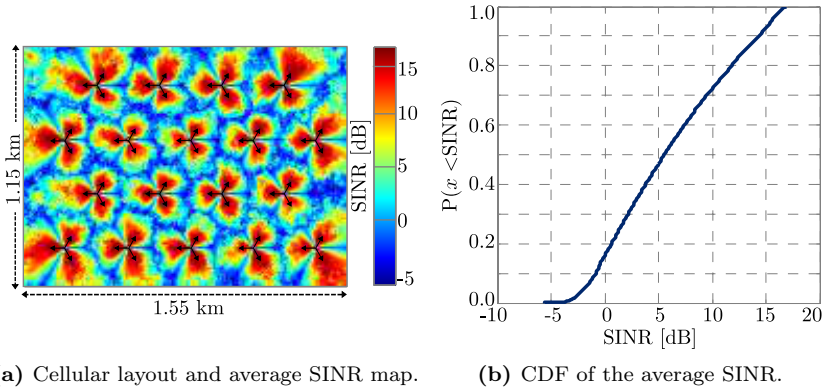 1.15 km
1.55 km
15
10
5
0
-5
SINR [dB]
a) Cellular layout and average SINR map.
P(x <SINR)
1.0
0.8
0.6
0.4
0.2
0.0
-10
-5
0
5
10
15
20
SINR [dB]
(b) CDF of the average SINR.